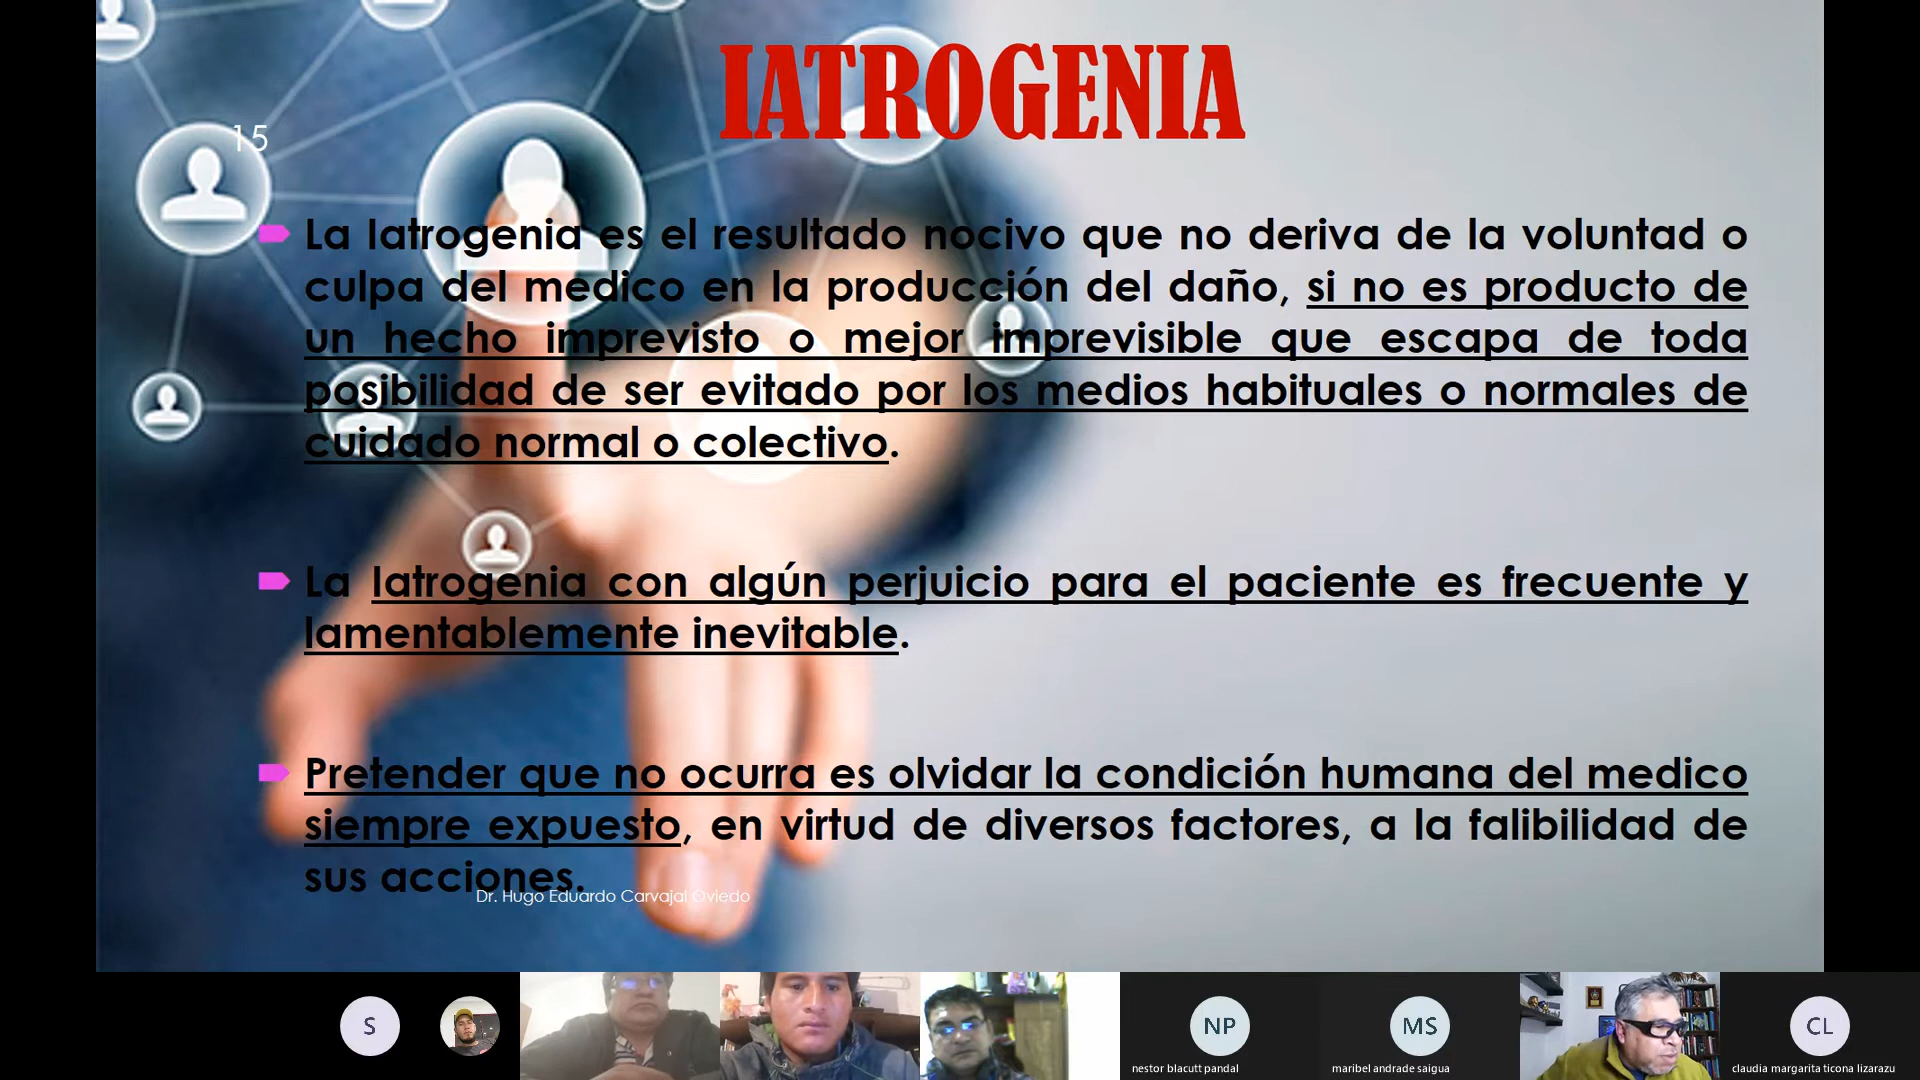 IATROGENIA
15
La Iatrogenia es el resultado nocivo que no deriva de la voluntad o
culpa del medico en la producción del daño, si no es producto de
un hecho imprevisto o mejor imprevisible que escapa de toda
posibilidad de ser evitado por los medios habituales o normales de
cuidado normal o colectivo.
La Iatrogenia con algún perjuicio para el paciente es frecuente y
lamentablemente inevitable.
Pretender que no ocurra es olvidar la condición humana del medico
siempre expuesto, en virtud de diversos factores, a la falibilidad de
sus acciones.
Dr. Hugo Eduardo Carvajal Oviedo
S
NP
MS
CL
nestor blacutt pandal
maribel andrade saigua
claudia margarita ticona lizarazu